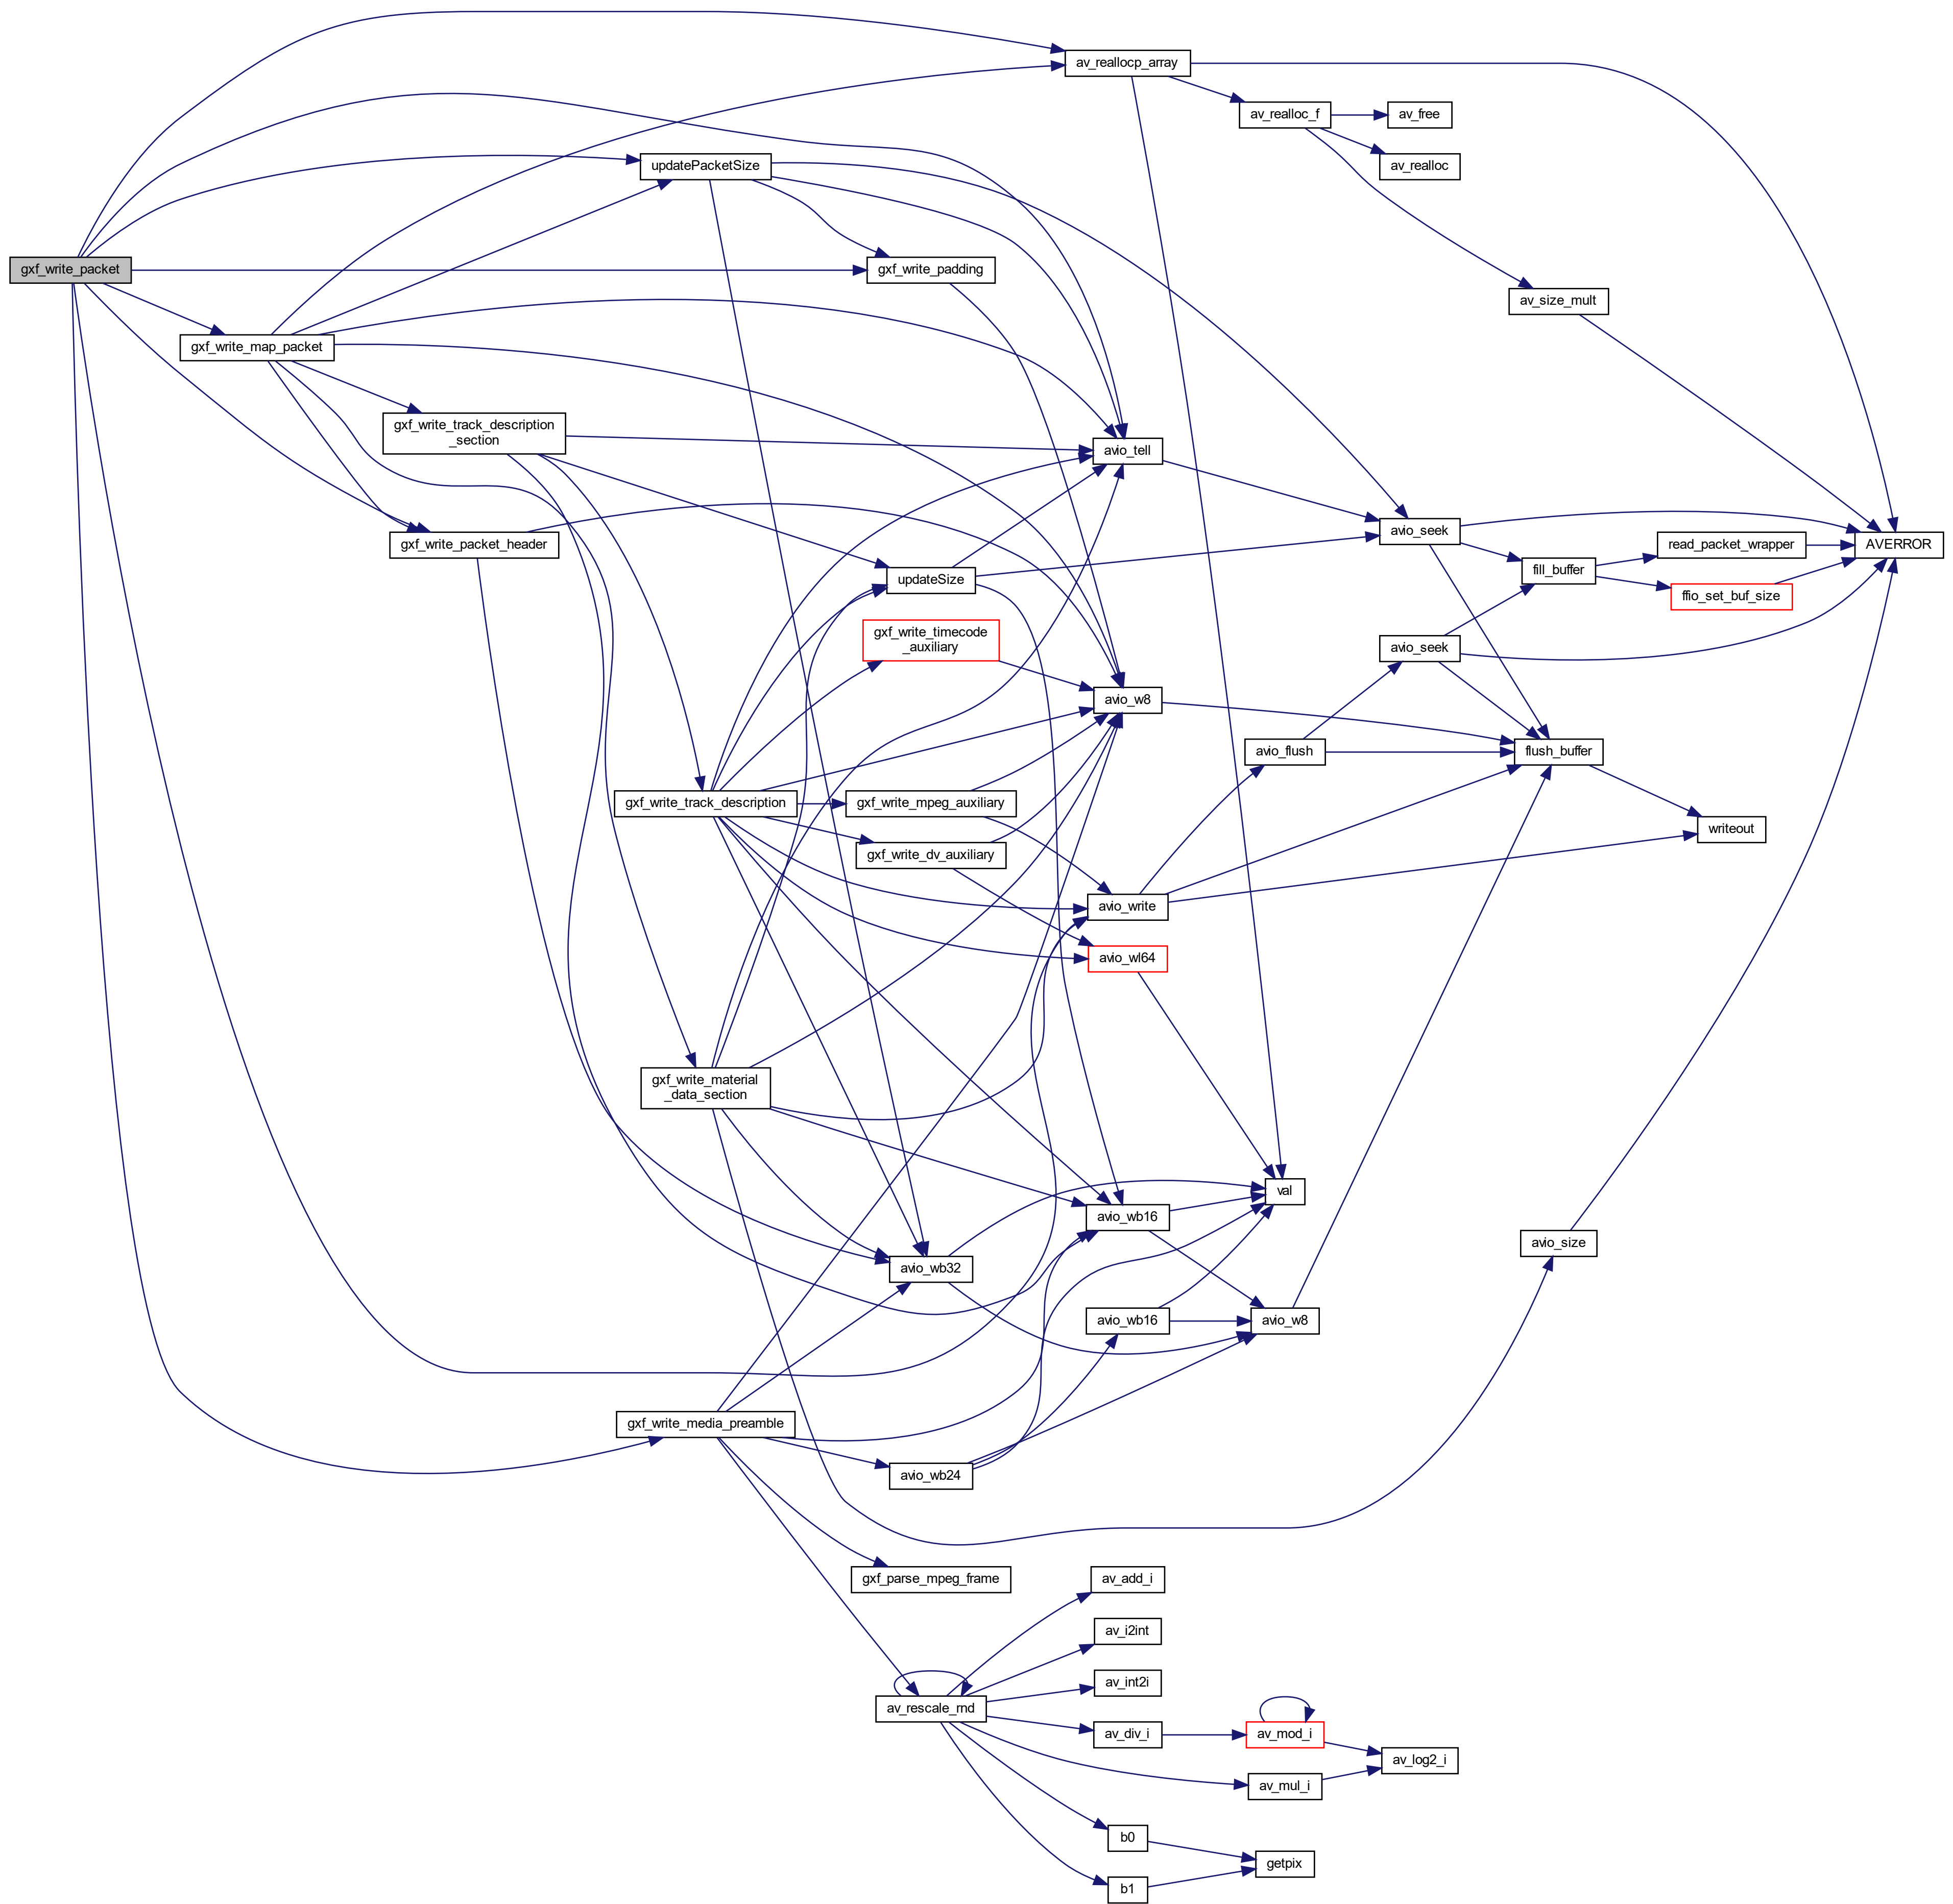 av_reallocp_array
av_realloc_f
av_free
av_realloc
updatePacketSize
gxf_write_packet
gxf_write_padding
av_size_mult
gxf_write_map_packet
gxf_write_track_description
_section
avio_tell
avio_seek
gxf_write_packet_header
read_packet_wrapper
AVERROR
fill_buffer
updateSize
ffio_set_buf_size
gxf_write_timecode
_auxiliary
avio_seek
avio_w8
avio_flush
flush_buffer
gxf_write_track_description
gxf_write_mpeg_auxiliary
writeout
gxf_write_dv_auxiliary
avio_write
avio_wl64
gxf_write_material
_data_section
val
avio_wb16
avio_size
avio_wb32
avio_wb16
avio_w8
gxf_write_media_preamble
avio_wb24
gxf_parse_mpeg_frame
av_add_i
av_i2int
av_int2i
av_rescale_rnd
av_div_i
av_mod_i
av_log2_i
av_mul_i
b0
getpix
b1